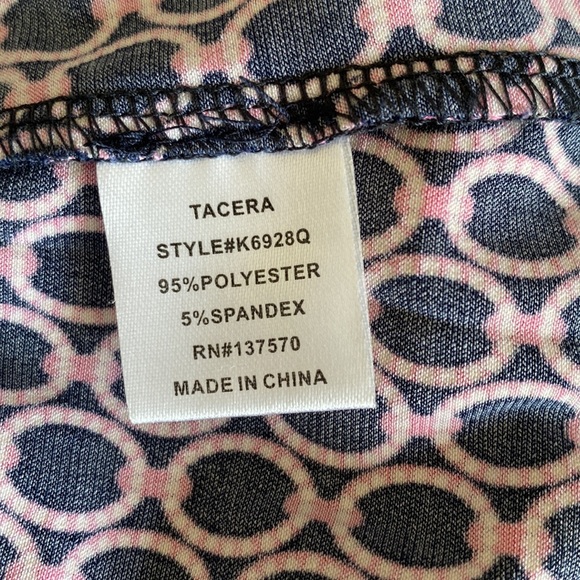 TACERA
STYLE#K6928Q
95%POLYESTER
5%SPANDEX
RN#137570
MADE IN CHINA